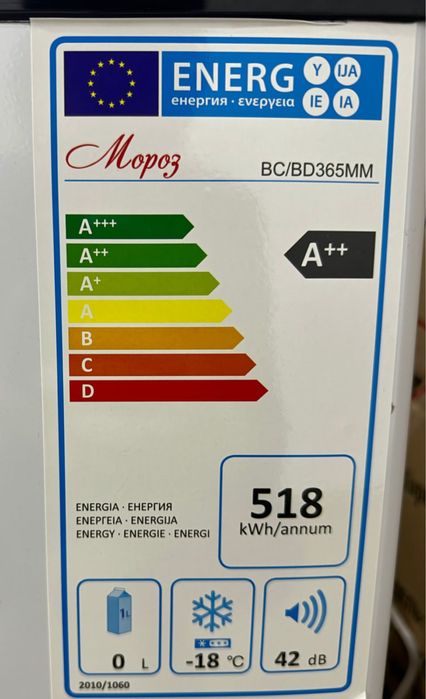 ENERG Y IJA
енергия · ενεργεια IE IA
Мороз
BC/BD365MM
A+++
A++
A++
A+
A
B
C
D
518
kWh/annum
ENERGIA · ЕНЕРГИЯ
ΕΝΕΡΓΕΙΑ · ENERGIJA
ENERGY · ENERGIE · ENERGI
1L
0 L
-18 °C
42 dB
2010/1060